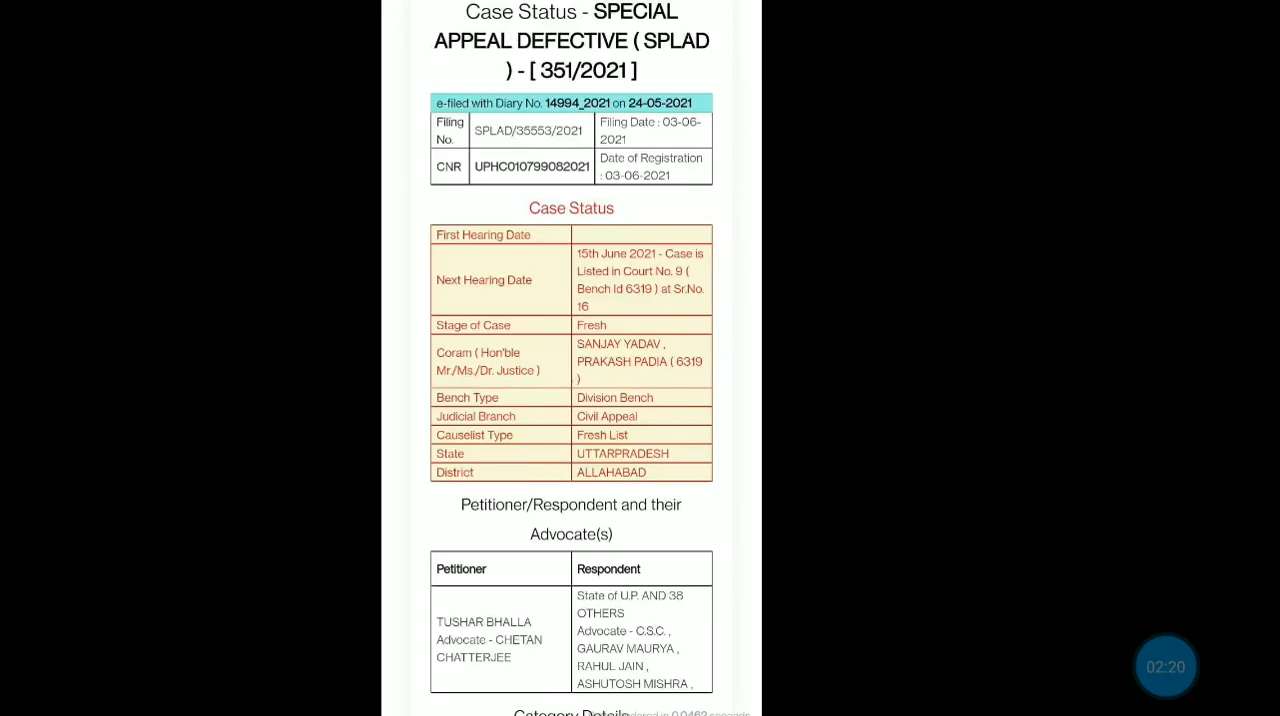 Case Status - SPECIAL
APPEAL DEFECTIVE ( SPLAD
) - [ 351/2021 ]
e-filed with Diary No. 14994_2021 on 24-05-2021
Filing
No.
SPLAD/35553/2021
Filing Date : 03-06-
2021
CNR
UPHC010799082021
Date of Registration
: 03-06-2021
Case Status
First Hearing Date
Next Hearing Date
15th June 2021 - Case is
Listed in Court No. 9 (
Bench Id 6319 ) at Sr.No.
16
Stage of Case
Fresh
Coram ( Hon'ble
Mr./Ms./Dr. Justice )
SANJAY YADAV ,
PRAKASH PADIA ( 6319
)
Bench Type
Division Bench
Judicial Branch
Civil Appeal
Causelist Type
Fresh List
State
UTTARPRADESH
District
ALLAHABAD
Petitioner/Respondent and their
Advocate(s)
Petitioner
Respondent
TUSHAR BHALLA
Advocate - CHETAN
CHATTERJEE
State of U.P. AND 38
OTHERS
Advocate - C.S.C. ,
GAURAV MAURYA ,
RAHUL JAIN ,
ASHUTOSH MISHRA ,
Category Details
in 0.0462 seconds
02:20